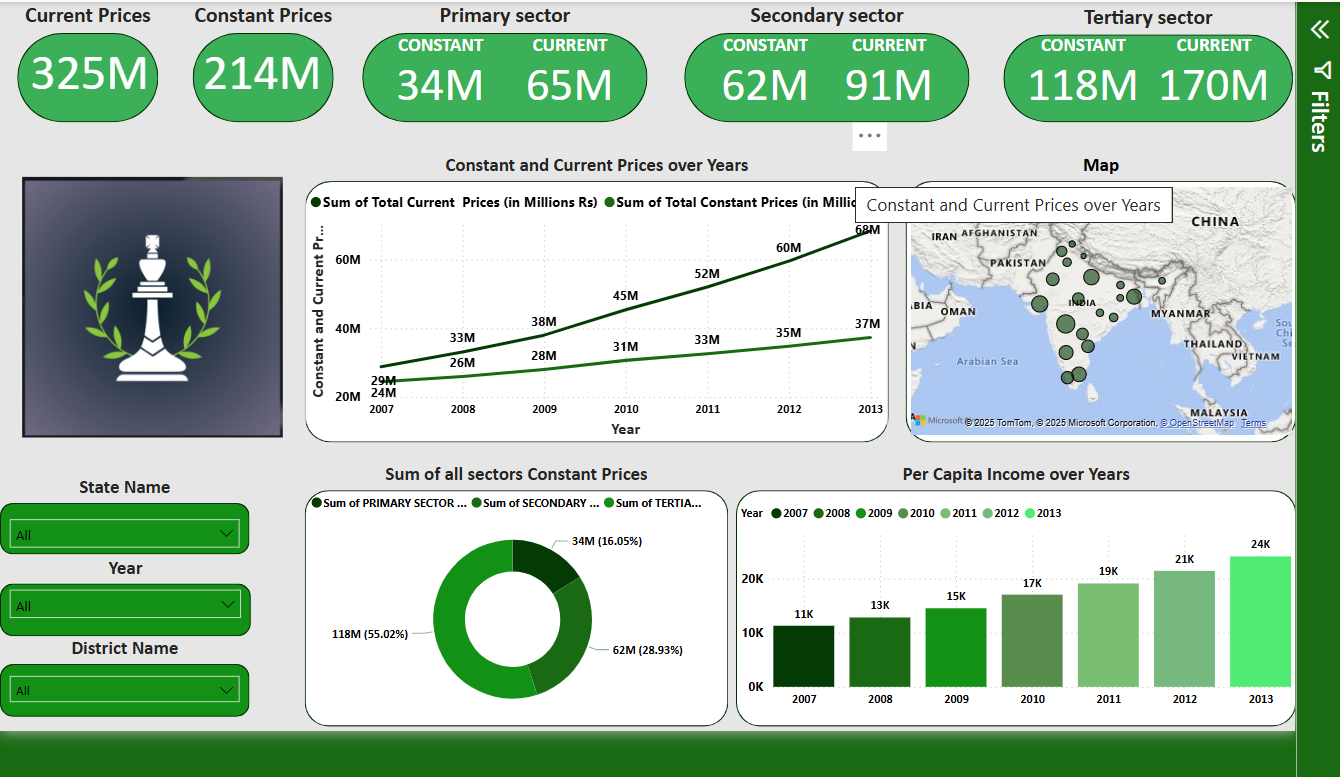 Current Prices
Constant Prices
Primary sector
Secondary sector
Tertiary sector
325M
214M
CONSTANT CURRENT
34M 65M
CONSTANT CURRENT
62M 91M
CONSTANT CURRENT
118M 170M
Filters
Constant and Current Prices over Years
Sum of Total Current Prices (in Millions Rs) Sum of Total Constant Prices (in Millio
Constant and Current Pr...
60M
40M
20M
29M
33M
38M
45M
52M
60M
68M
24M
26M
28M
31M
33M
35M
37M
2007 2008 2009 2010 2011 2012 2013
Year
Map
Constant and Current Prices over Years
CHINA
IRAN
AFGHANISTAN
PAKISTAN
INDIA
OMAN
MYANMAR
THAILAND
VIETNAM
Arabian Sea
MALAYSIA
Microsoft
© 2025 TomTom, © 2025 Microsoft Corporation, © OpenStreetMap Terms
State Name
All
Year
All
District Name
All
Sum of all sectors Constant Prices
Sum of PRIMARY SECTOR ... Sum of SECONDARY ... Sum of TERTIA...
34M (16.05%)
118M (55.02%)
62M (28.93%)
Per Capita Income over Years
Year 2007 2008 2009 2010 2011 2012 2013
20K
10K
0K
11K
13K
15K
17K
19K
21K
24K
2007 2008 2009 2010 2011 2012 2013